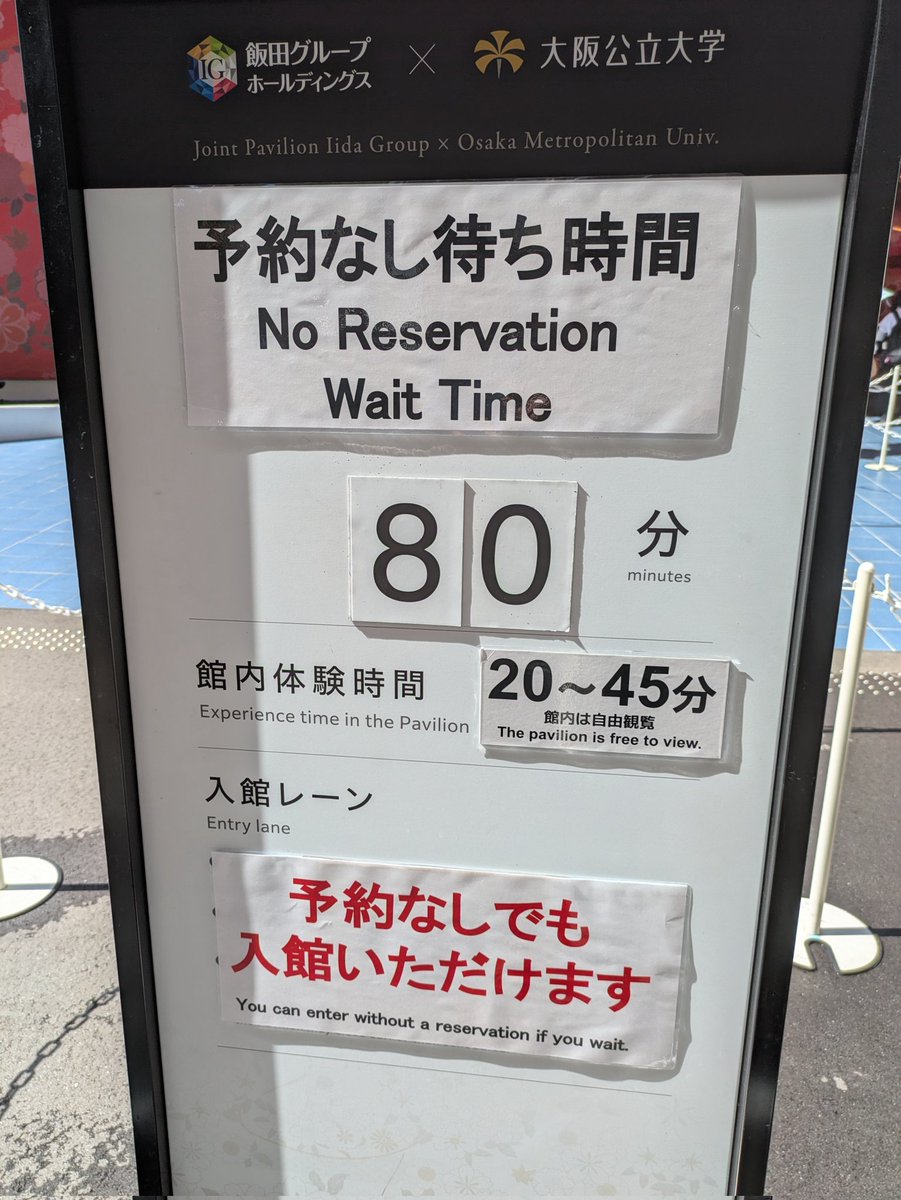 IG 飯田グループ
ホールディングス
×
大阪公立大学
Joint Pavilion Iida Group × Osaka Metropolitan Univ.
予約なし待ち時間
No Reservation
Wait Time
80 分
minutes
館内体験時間
Experience time in the Pavilion
20～45分
館内は自由観覧
The pavilion is free to view.
入館レーン
Entry lane
予約なしでも
入館いただけます
You can enter without a reservation if you wait.